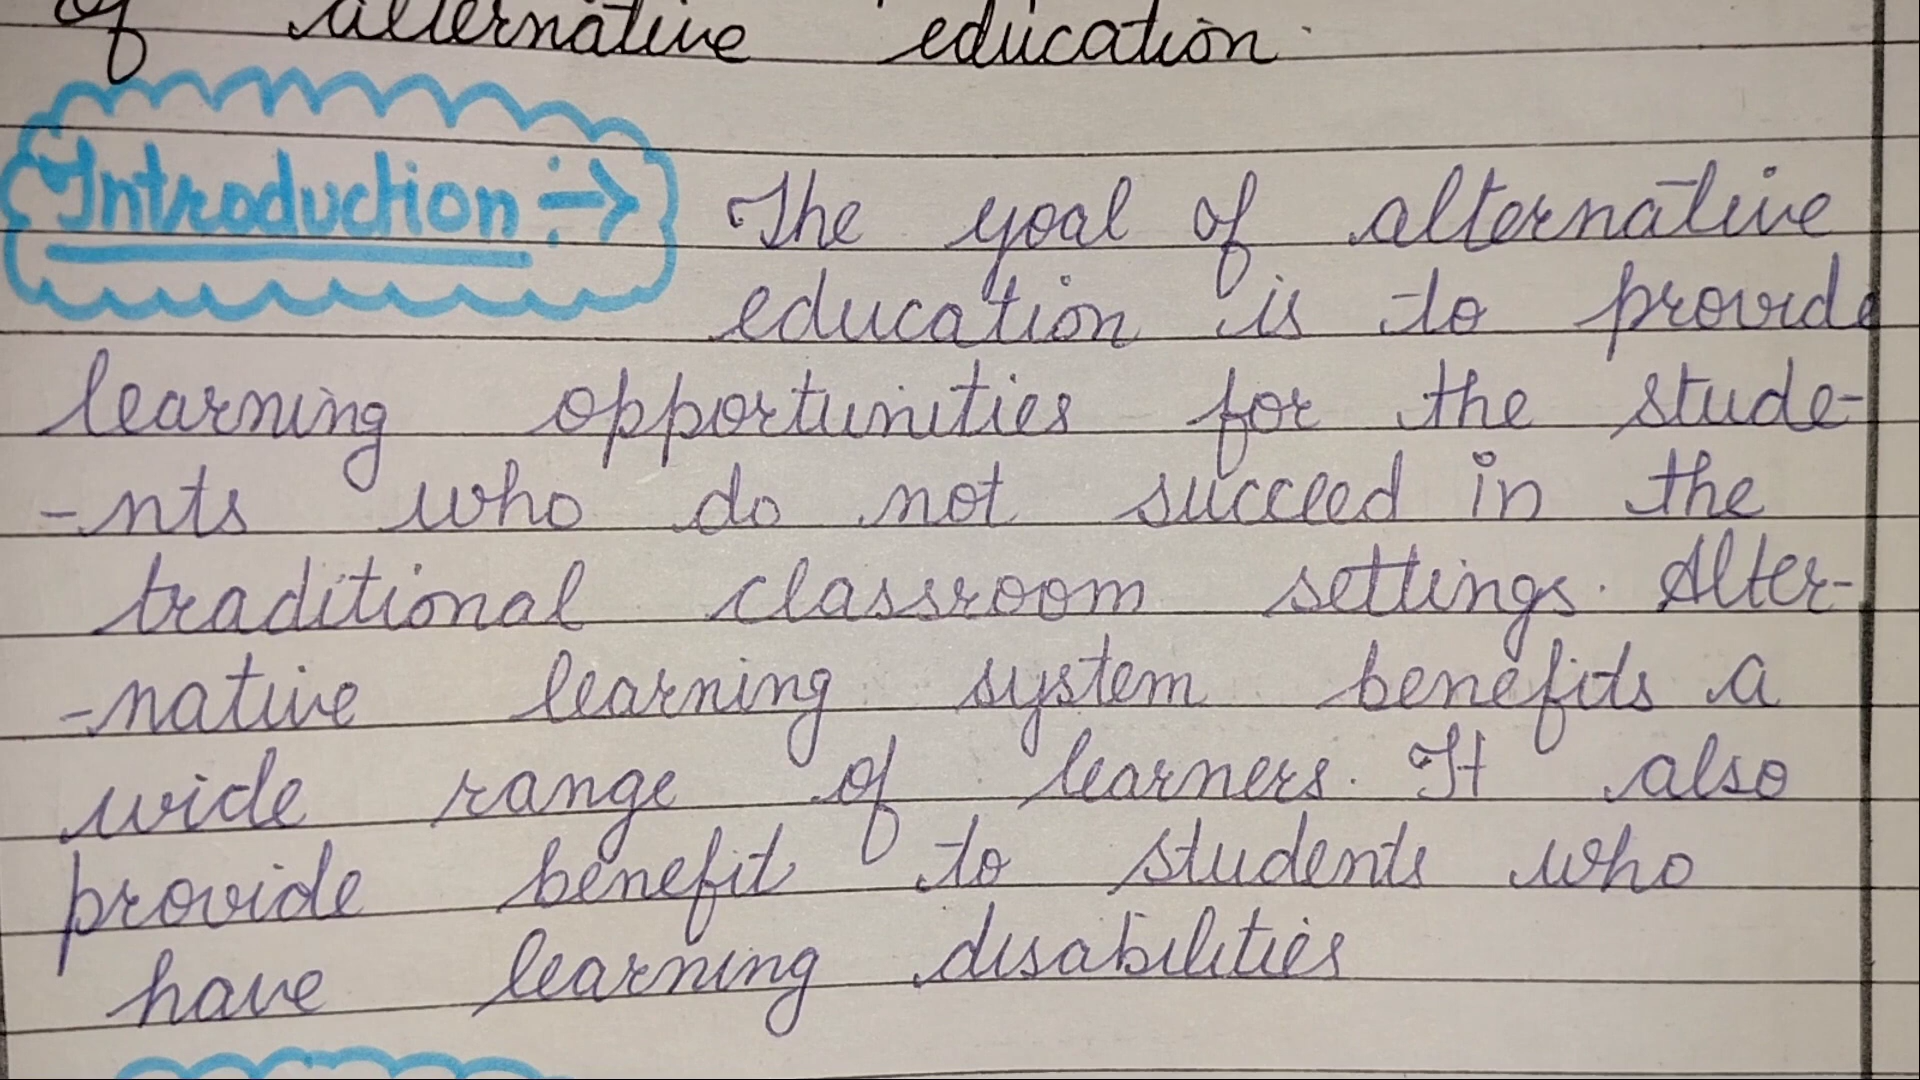 of alternative education.
Introduction :→ The goal of alternative
education is to provide
learning opportunities for the stude-
-nts who do not succeed in the
traditional classroom settings. Alter-
-native learning system benefits a
wide range of learners. It also
provide benefit to students who
have learning disabilities